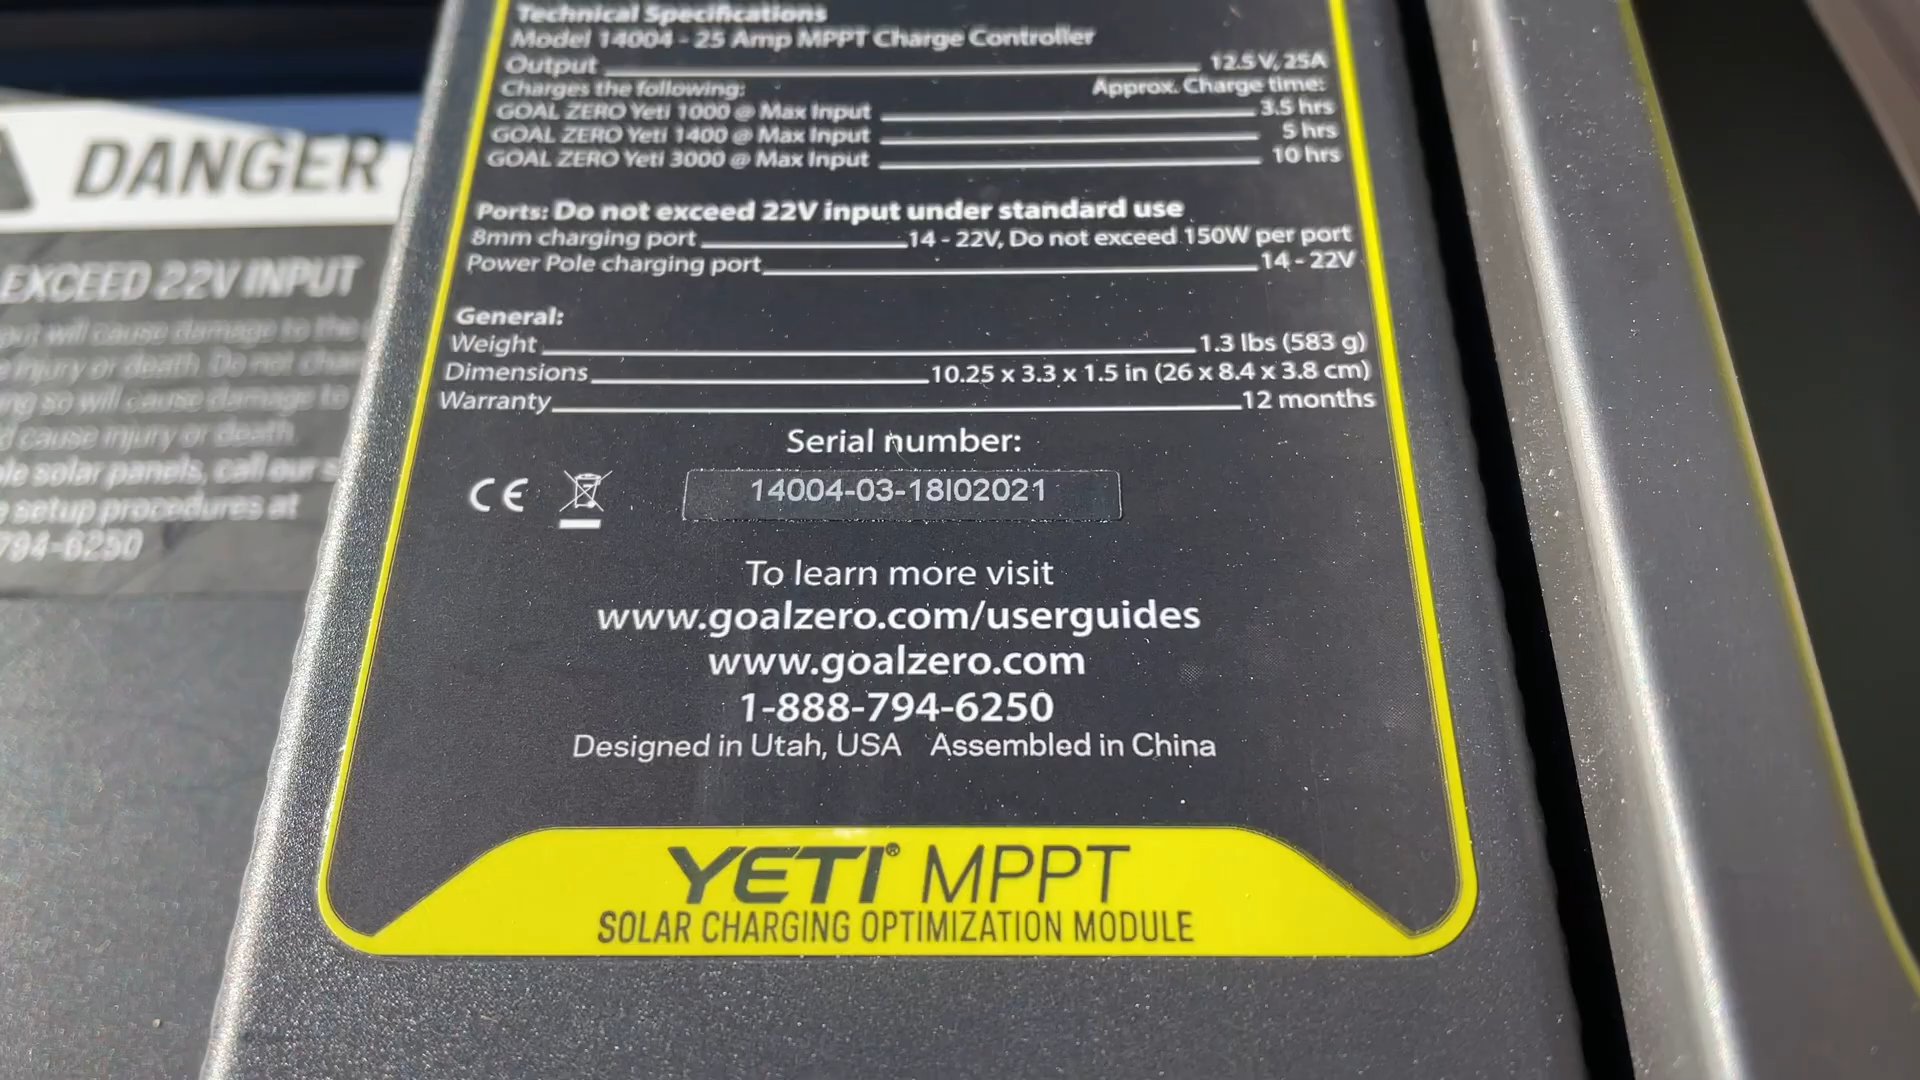 DANGER
EXCEED 22V INPUT
will cause damage to the
injury or death. Do not
so will cause damage to
cause injury or death.
solar panels, call our
setup procedures at
794-6250
Technical Specifications
Model 14004 - 25 Amp MPPT Charge Controller
Output 12.5 V, 25A
Charges the following: Approx. Charge time:
GOAL ZERO Yeti 1000 @ Max Input 3.5 hrs
GOAL ZERO Yeti 1400 @ Max Input 5 hrs
GOAL ZERO Yeti 3000 @ Max Input 10 hrs
Ports: Do not exceed 22V input under standard use
8mm charging port 14 - 22V, Do not exceed 150W per port
Power Pole charging port 14 - 22V
General:
Weight 1.3 lbs (583 g)
Dimensions 10.25 x 3.3 x 1.5 in (26 x 8.4 x 3.8 cm)
Warranty 12 months
Serial number:
CE
14004-03-18I02021
To learn more visit
www.goalzero.com/userguides
www.goalzero.com
1-888-794-6250
Designed in Utah, USA Assembled in China
YETI® MPPT
SOLAR CHARGING OPTIMIZATION MODULE